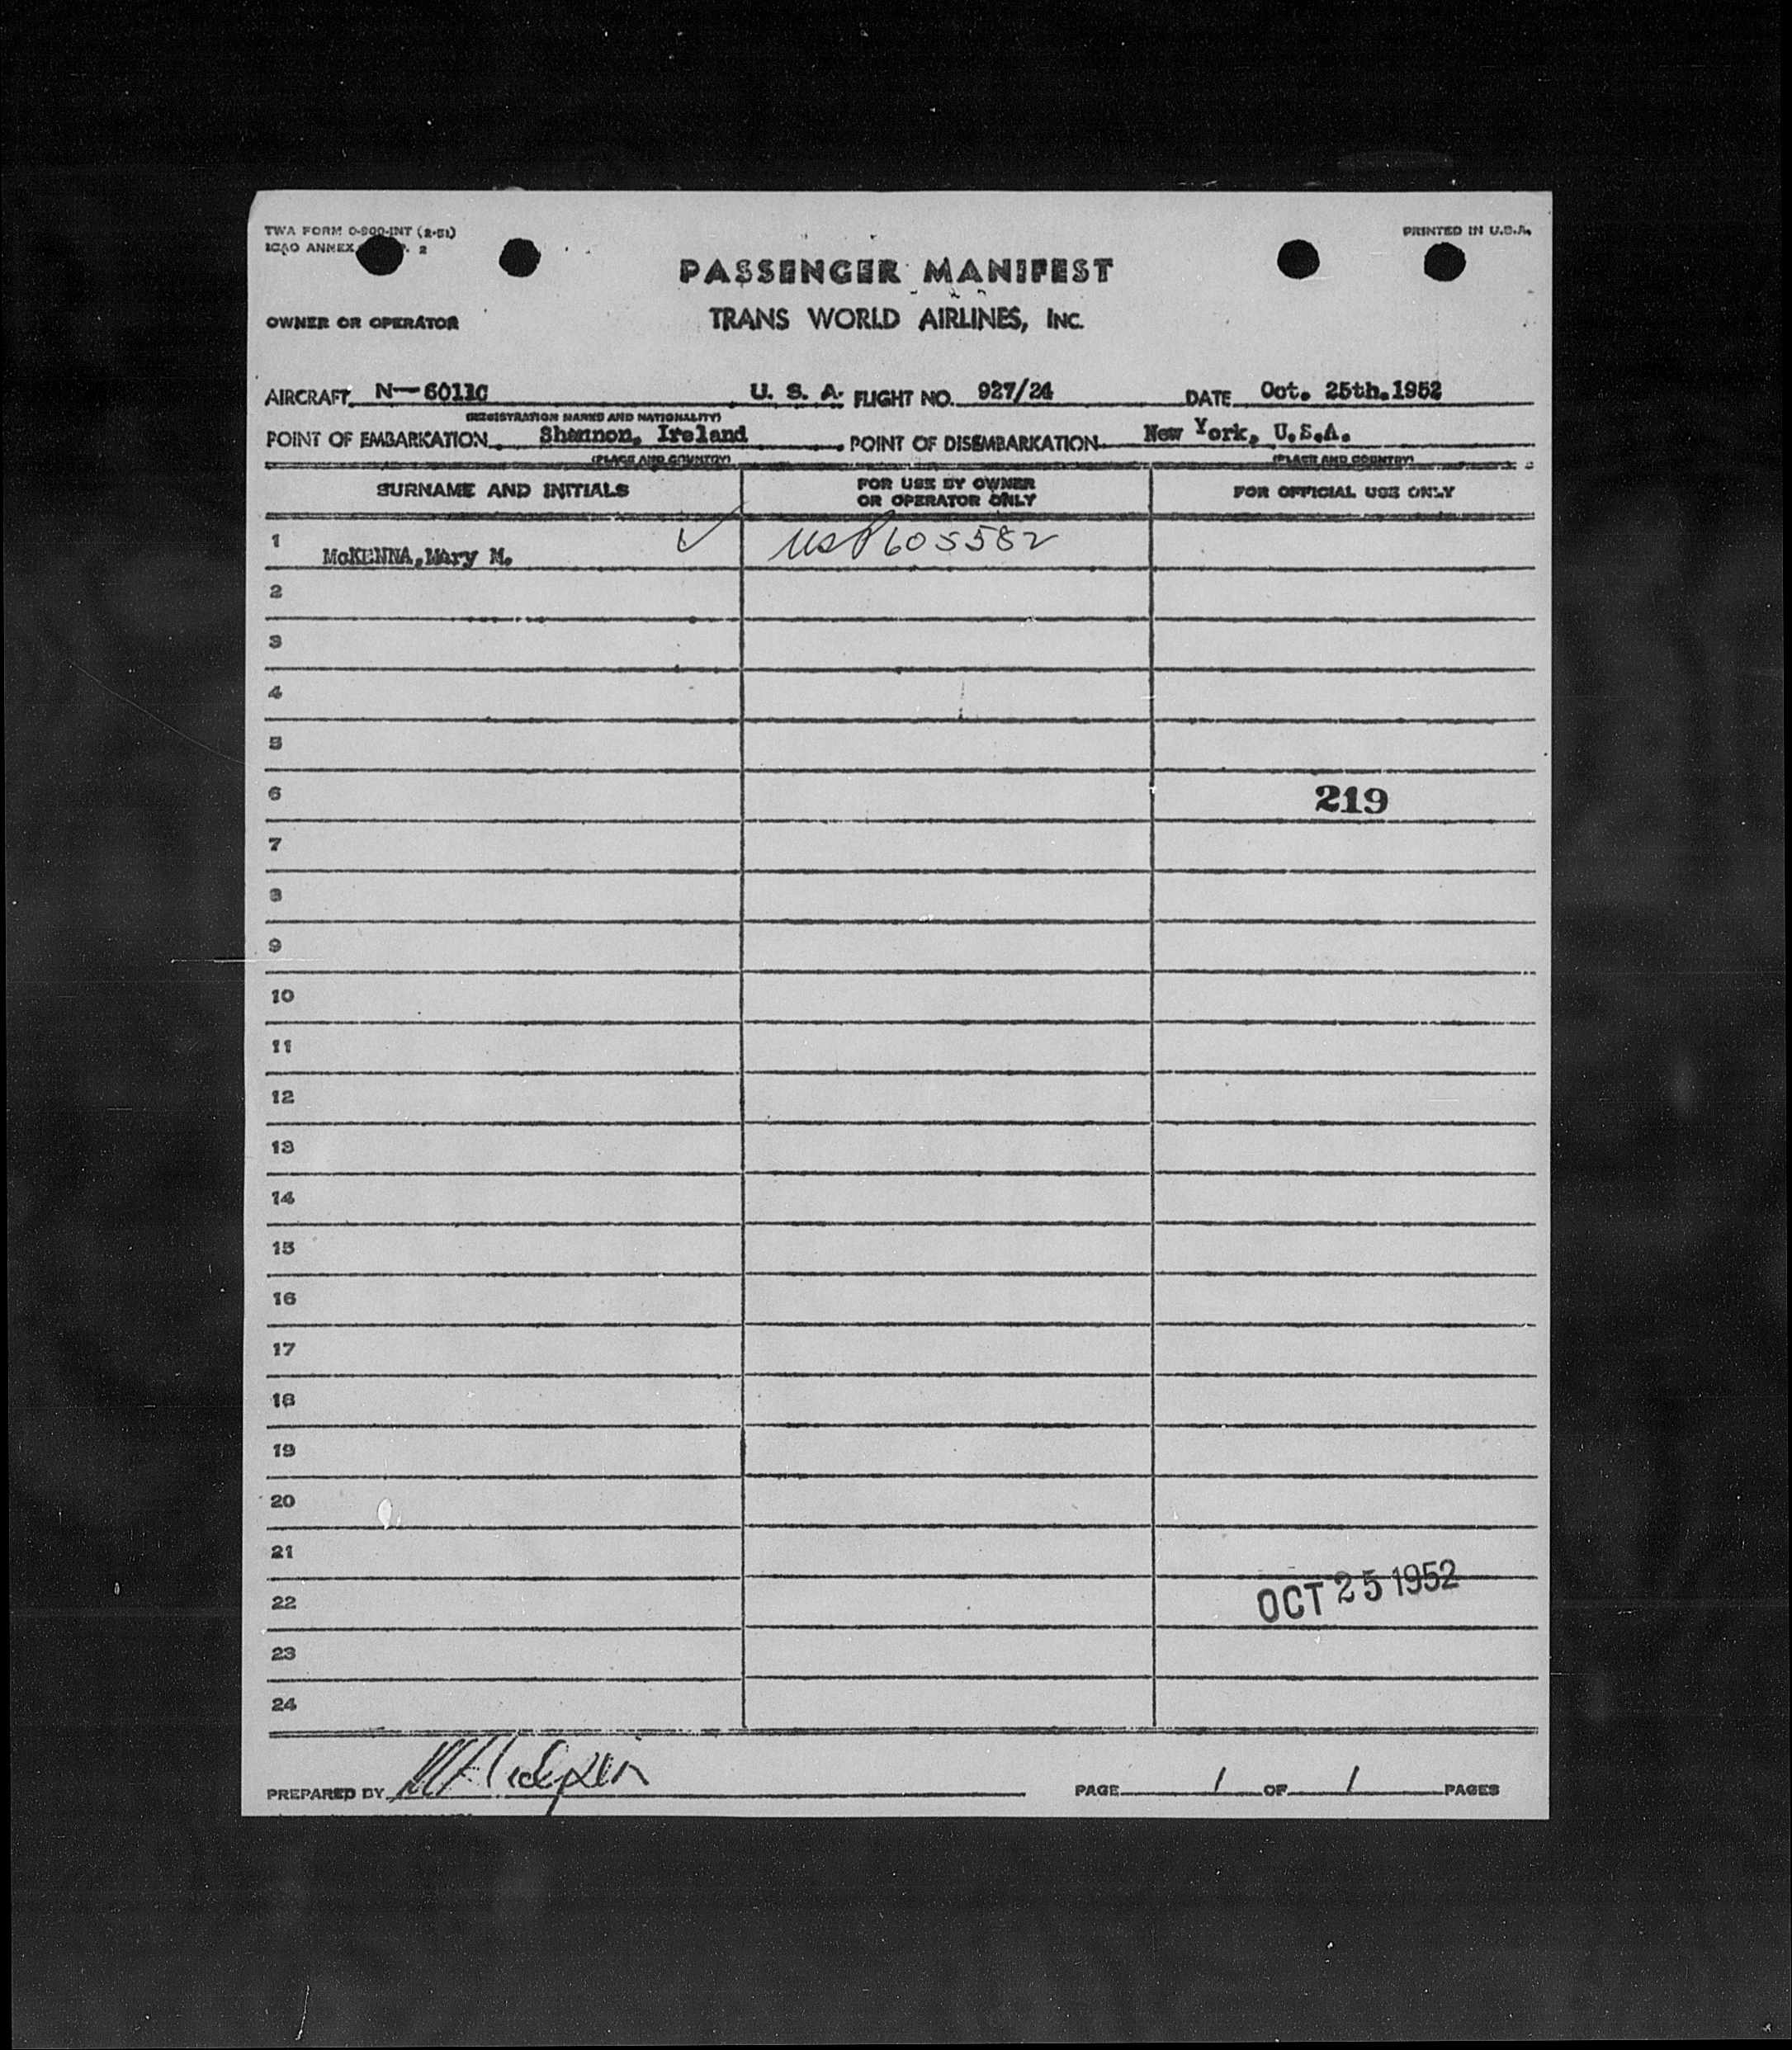 TWA FORM O-800-INT (2-51)
PRINTED IN U.S.A.
ICAO ANNEX 2
PASSENGER MANIFEST
OWNER OR OPERATOR TRANS WORLD AIRLINES, INC.
AIRCRAFT N-6011C U. S. A. FLIGHT NO. 927/24 DATE Oct. 25th.1952
(REGISTRATION MARKS AND NATIONALITY)
POINT OF EMBARKATION Shannon, Ireland POINT OF DISEMBARKATION New York, U.S.A.
(PLACE AND COUNTRY) (PLACE AND COUNTRY)
SURNAME AND INITIALS FOR USE BY OWNER OR OPERATOR ONLY FOR OFFICIAL USE ONLY
1 McKENNA, Mary M. USP 605582
2
3
4
5
6 219
7
8
9
10
11
12
13
14
15
16
17
18
19
20
21
22 OCT 25 1952
23
24
PREPARED BY PAGE 1 OF 1 PAGES